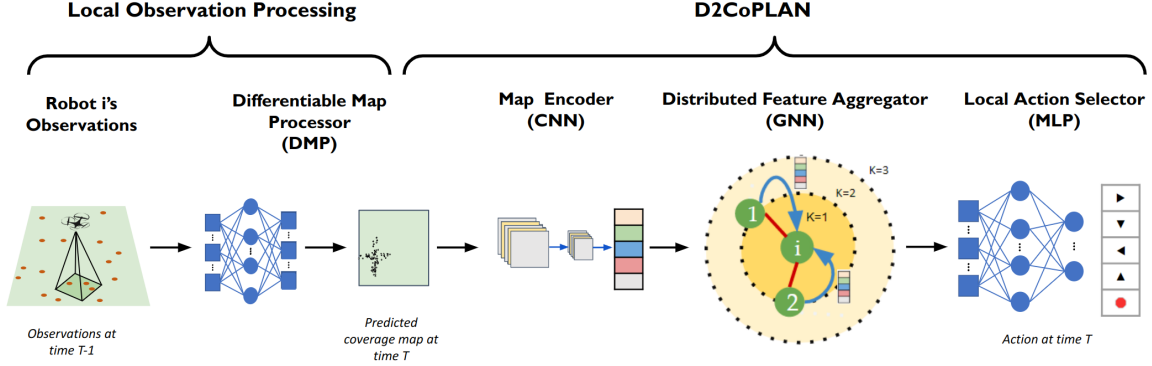 Local Observation Processing
D2CoPLAN
Robot i's
Observations
Differentiable Map
Processor
(DMP)
Map Encoder
(CNN)
Distributed Feature Aggregator
(GNN)
Local Action Selector
(MLP)
K=3
K=2
K=1
1
i
2
Observations at
time T-1
Predicted
coverage map at
time T
Action at time T